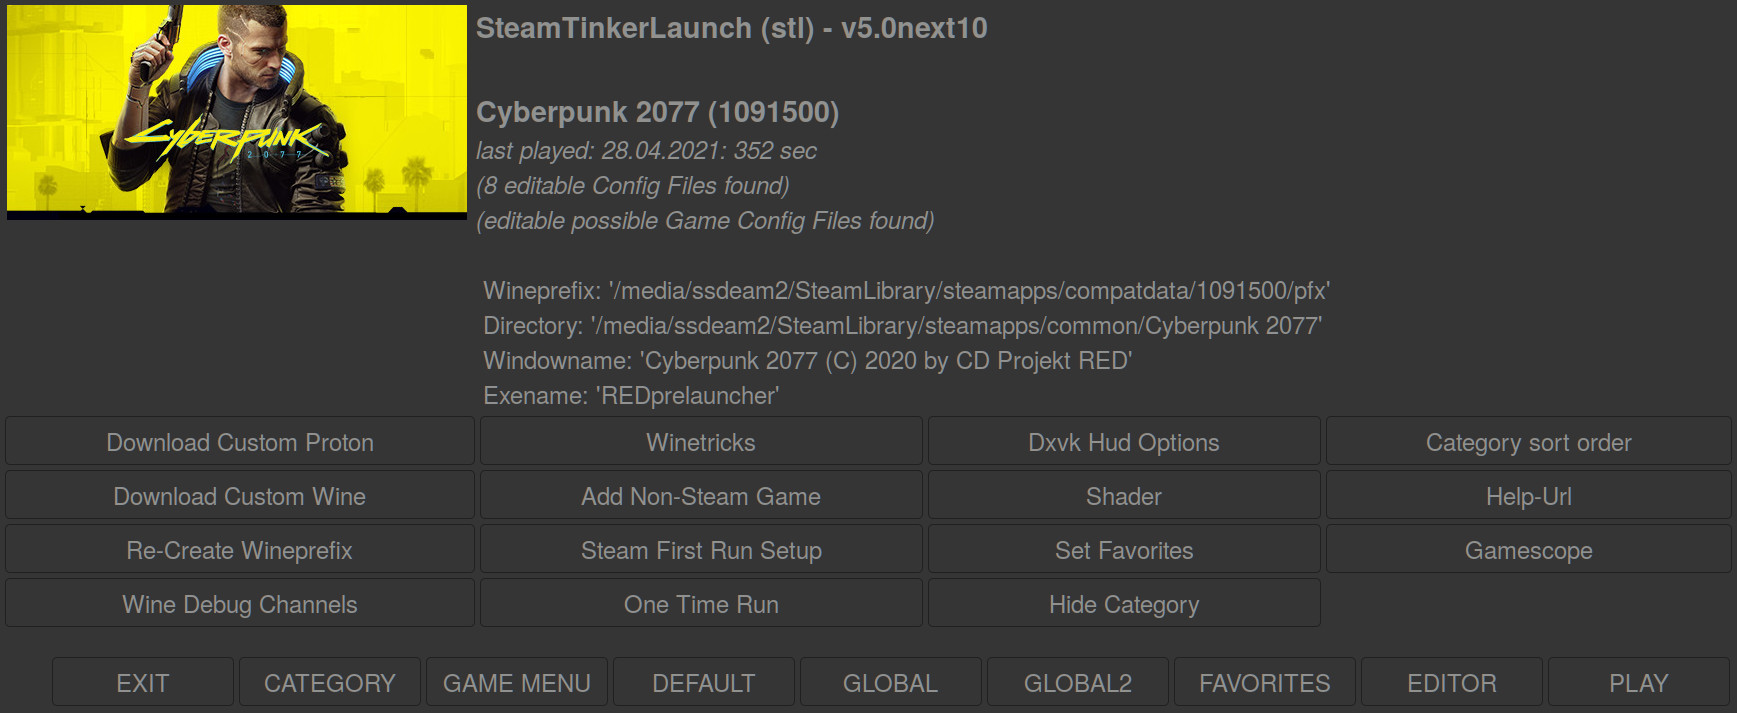 Cyberpunk
2077
SteamTinkerLaunch (stl) - v5.0next10
Cyberpunk 2077 (1091500)
last played: 28.04.2021: 352 sec
(8 editable Config Files found)
(editable possible Game Config Files found)
Wineprefix: '/media/ssdeam2/SteamLibrary/steamapps/compatdata/1091500/pfx'
Directory: '/media/ssdeam2/SteamLibrary/steamapps/common/Cyberpunk 2077'
Windowname: 'Cyberpunk 2077 (C) 2020 by CD Projekt RED'
Exename: 'REDprelauncher'
Download Custom Proton Winetricks Dxvk Hud Options Category sort order
Download Custom Wine Add Non-Steam Game Shader Help-Url
Re-Create Wineprefix Steam First Run Setup Set Favorites Gamescope
Wine Debug Channels One Time Run Hide Category
EXIT CATEGORY GAME MENU DEFAULT GLOBAL GLOBAL2 FAVORITES EDITOR PLAY